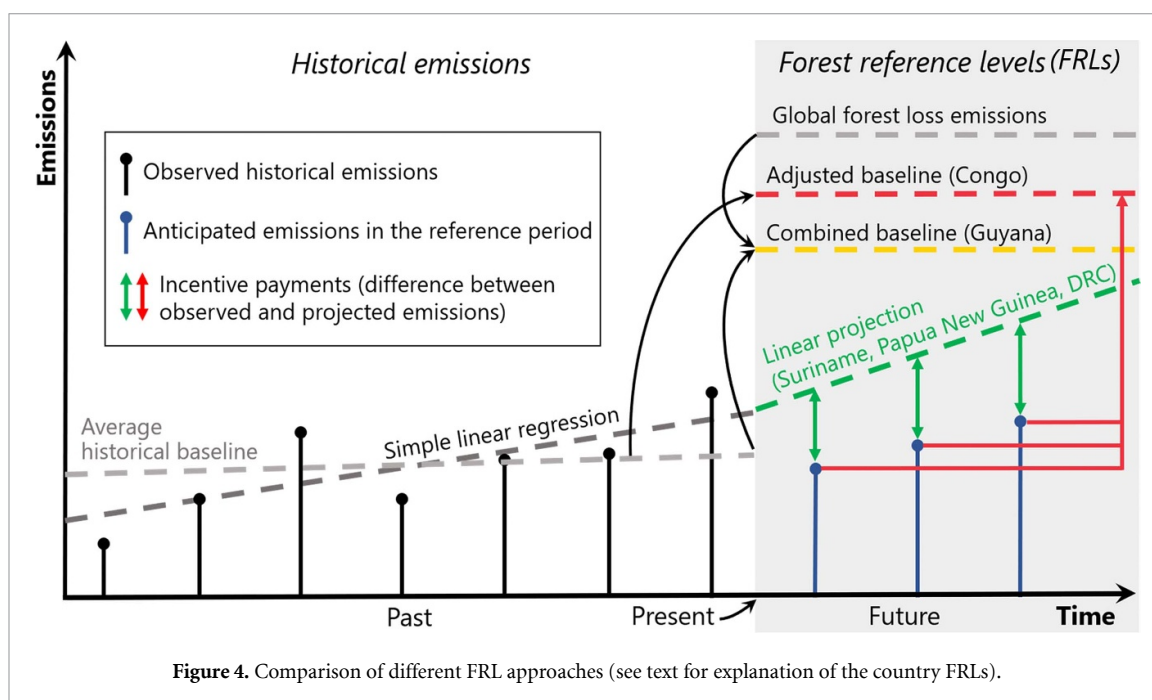 Historical emissions
Forest reference levels (FRLs)
Emissions
Observed historical emissions
Anticipated emissions in the reference period
Incentive payments (difference between
observed and projected emissions)
Global forest loss emissions
Adjusted baseline (Congo)
Combined baseline (Guyana)
Linear projection
(Suriname, Papua New Guinea, DRC)
Average
historical baseline
Simple linear regression
Past
Present
Future
Time
Figure 4. Comparison of different FRL approaches (see text for explanation of the country FRLs).